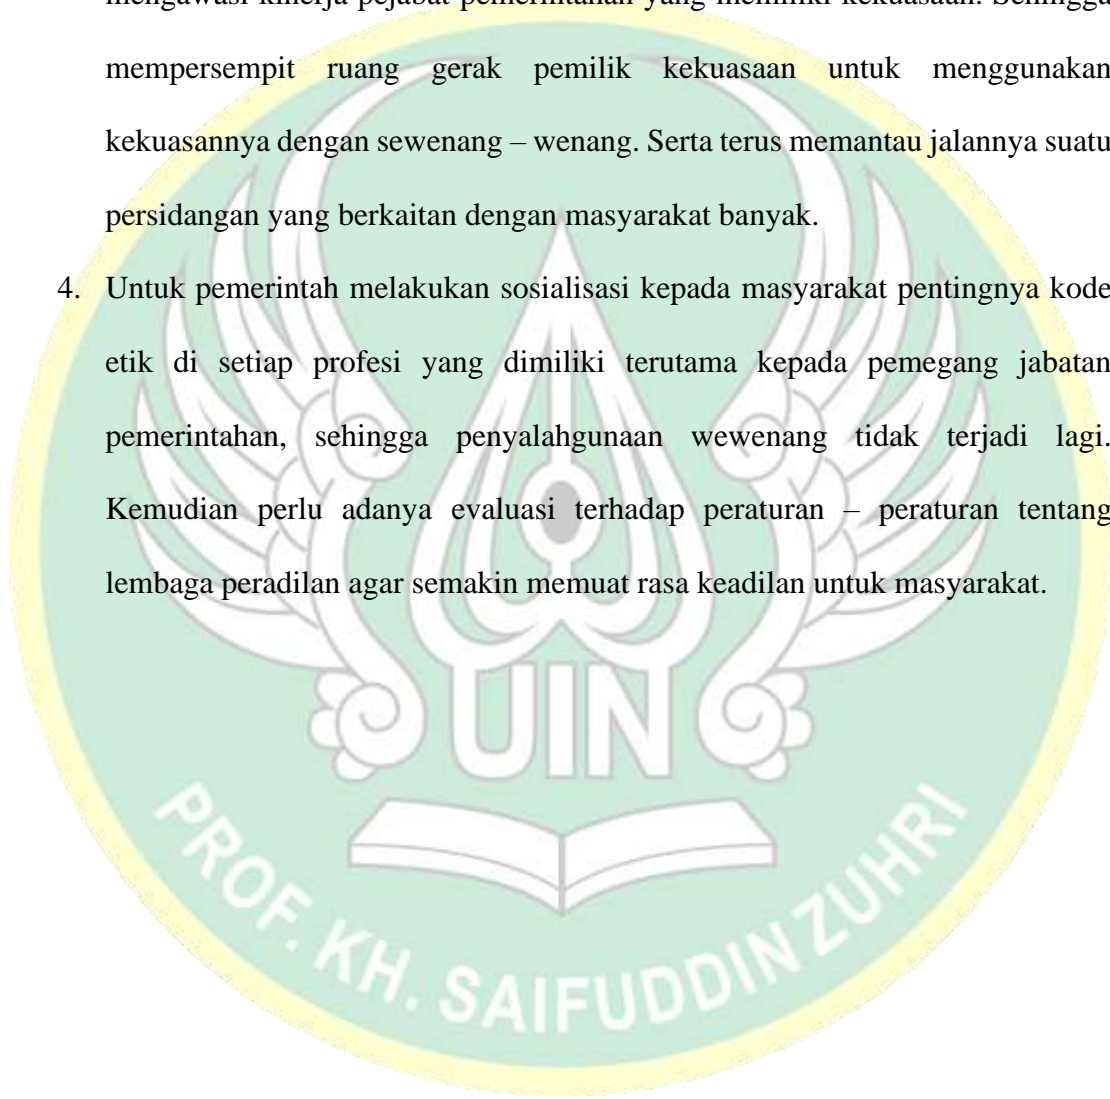 mengawasi kinerja pejabat pemerintahan yang memiliki kekuasaan. Sehingga
mempersempit ruang gerak pemilik kekuasaan untuk menggunakan
kekuasannya dengan sewenang – wenang. Serta terus memantau jalannya suatu
persidangan yang berkaitan dengan masyarakat banyak.
4. Untuk pemerintah melakukan sosialisasi kepada masyarakat pentingnya kode
etik di setiap profesi yang dimiliki terutama kepada pemegang jabatan
pemerintahan, sehingga penyalahgunaan wewenang tidak terjadi lagi.
Kemudian perlu adanya evaluasi terhadap peraturan – peraturan tentang
lembaga peradilan agar semakin memuat rasa keadilan untuk masyarakat.
UIN
PROF. KH. SAIFUDDIN ZUHRI